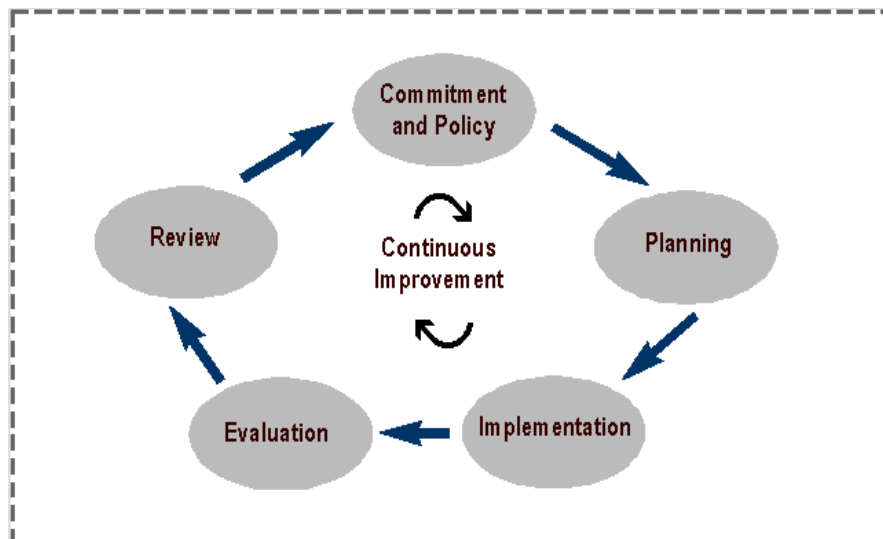 Commitment
and Policy
Review
Continuous
Improvement
Planning
Evaluation
Implementation